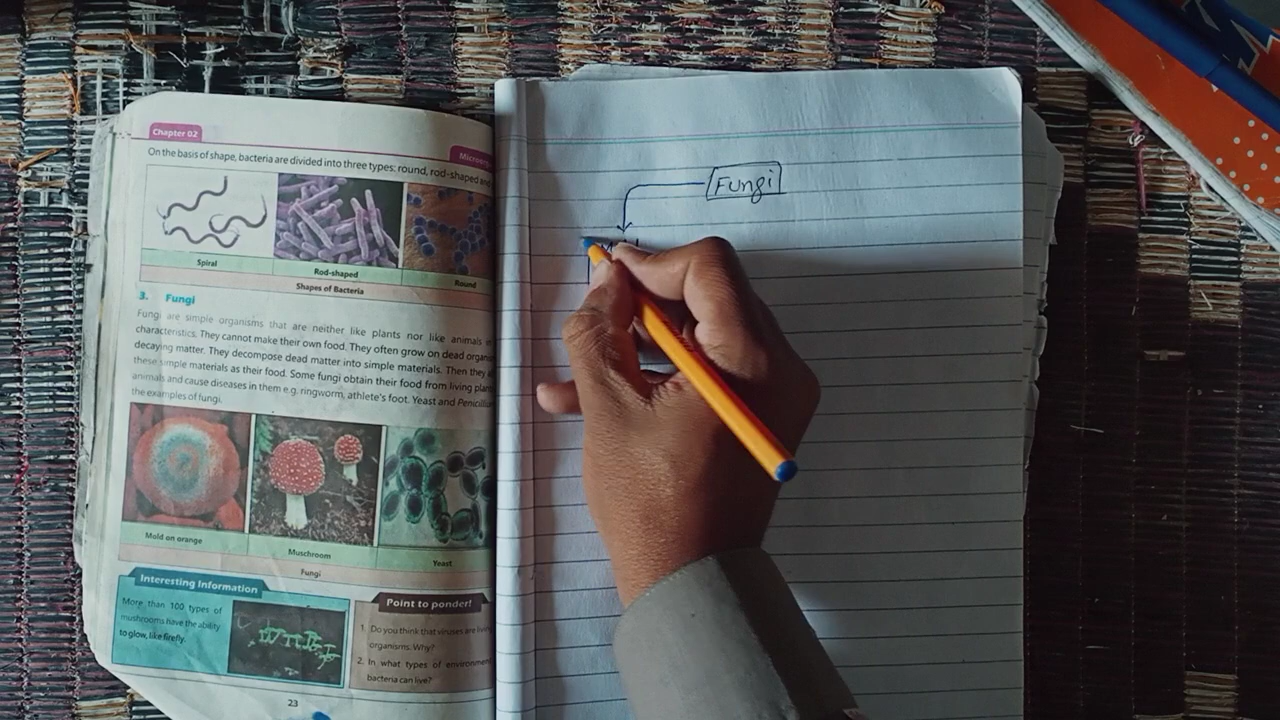 Chapter 02
On the basis of shape, bacteria are divided into three types: round, rod-shaped and
Spiral
Rod-shaped
Round
Shapes of Bacteria
3. Fungi
Fungi are simple organisms that are neither like plants nor like animals in
characteristics. They cannot make their own food. They often grow on dead
decaying matter. They decompose dead matter into simple materials. Then they
these simple materials as their food. Some fungi obtain their food from living
animals and cause diseases in them e.g. ringworm, athlete's foot. Yeast and
the examples of fungi.
Mold on orange
Muschroom
Yeast
Fungi
Interesting Information
More than 100 types of
mushrooms have the ability
to glow, like firefly.
Point to ponder!
1. Do you think that viruses are
organisms. Why?
2. In what types of
bacteria can live?
23
Fungi